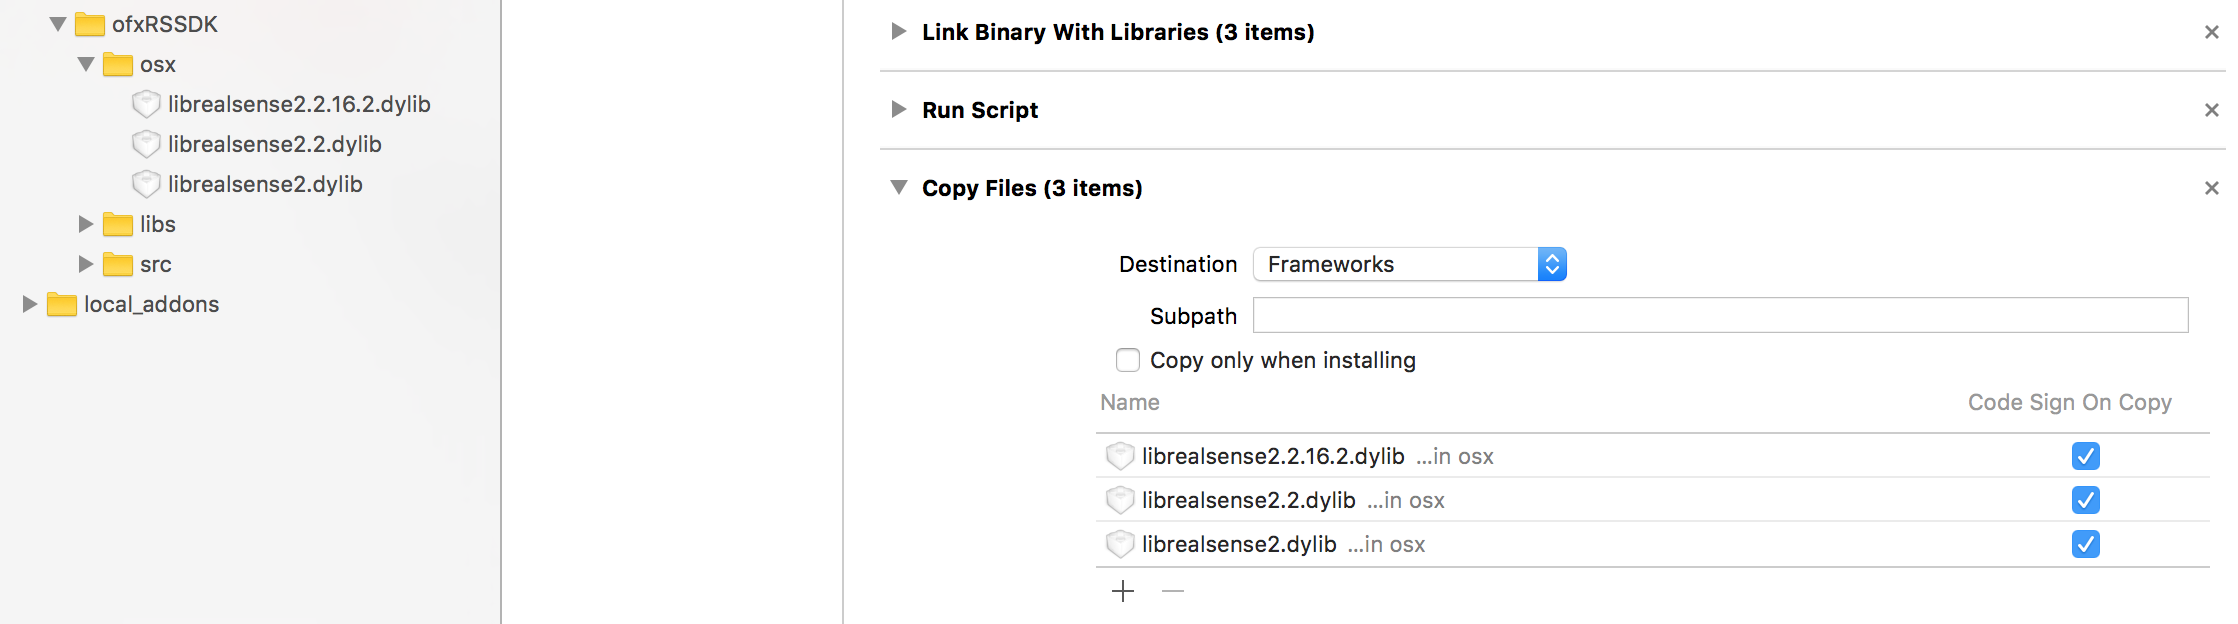 ofxRSSDK
osx
librealsense2.2.16.2.dylib
librealsense2.2.dylib
librealsense2.dylib
libs
src
local_addons
Link Binary With Libraries (3 items)
Run Script
Copy Files (3 items)
Destination Frameworks
Subpath
Copy only when installing
Name Code Sign On Copy
librealsense2.2.16.2.dylib ...in osx
librealsense2.2.dylib ...in osx
librealsense2.dylib ...in osx